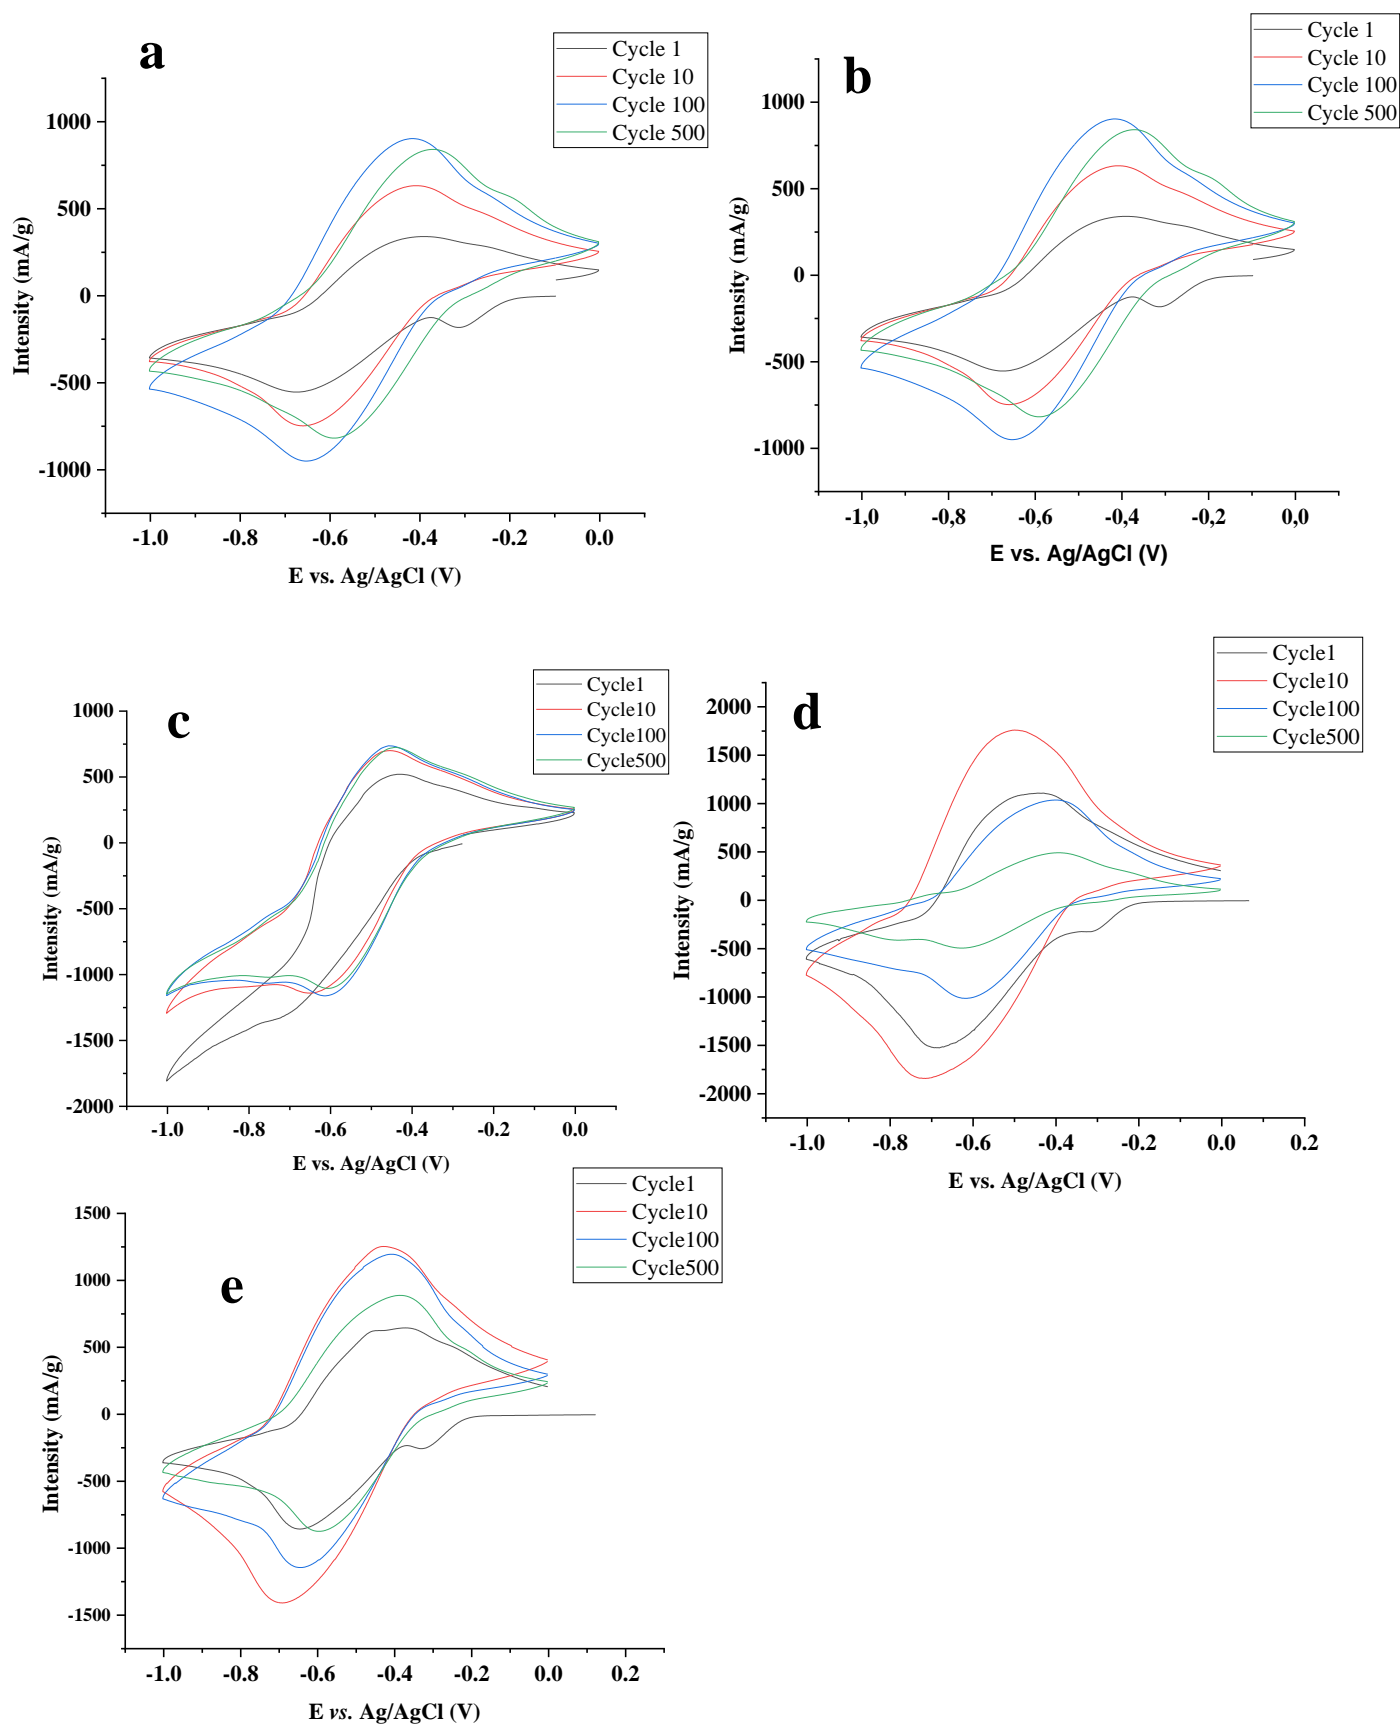 a
Cycle 1
Cycle 10
Cycle 100
Cycle 500
1000
500
0
-500
-1000
Intensity (mA/g)
-1.0 -0.8 -0.6 -0.4 -0.2 0.0
E vs. Ag/AgCl (V)
b
Cycle 1
Cycle 10
Cycle 100
Cycle 500
1000
500
0
-500
-1000
Intensity (mA/g)
-1,0 -0,8 -0,6 -0,4 -0,2 0,0
E vs. Ag/AgCl (V)
c
Cycle1
Cycle10
Cycle100
Cycle500
1000
500
0
-500
-1000
-1500
-2000
Intensity (mA/g)
-1.0 -0.8 -0.6 -0.4 -0.2 0.0
E vs. Ag/AgCl (V)
d
Cycle1
Cycle10
Cycle100
Cycle500
2000
1500
1000
500
0
-500
-1000
-1500
-2000
Intensity (mA/g)
-1.0 -0.8 -0.6 -0.4 -0.2 0.0 0.2
E vs. Ag/AgCl (V)
e
Cycle1
Cycle10
Cycle100
Cycle500
1500
1000
500
0
-500
-1000
-1500
Intensity (mA/g)
-1.0 -0.8 -0.6 -0.4 -0.2 0.0 0.2
E vs. Ag/AgCl (V)